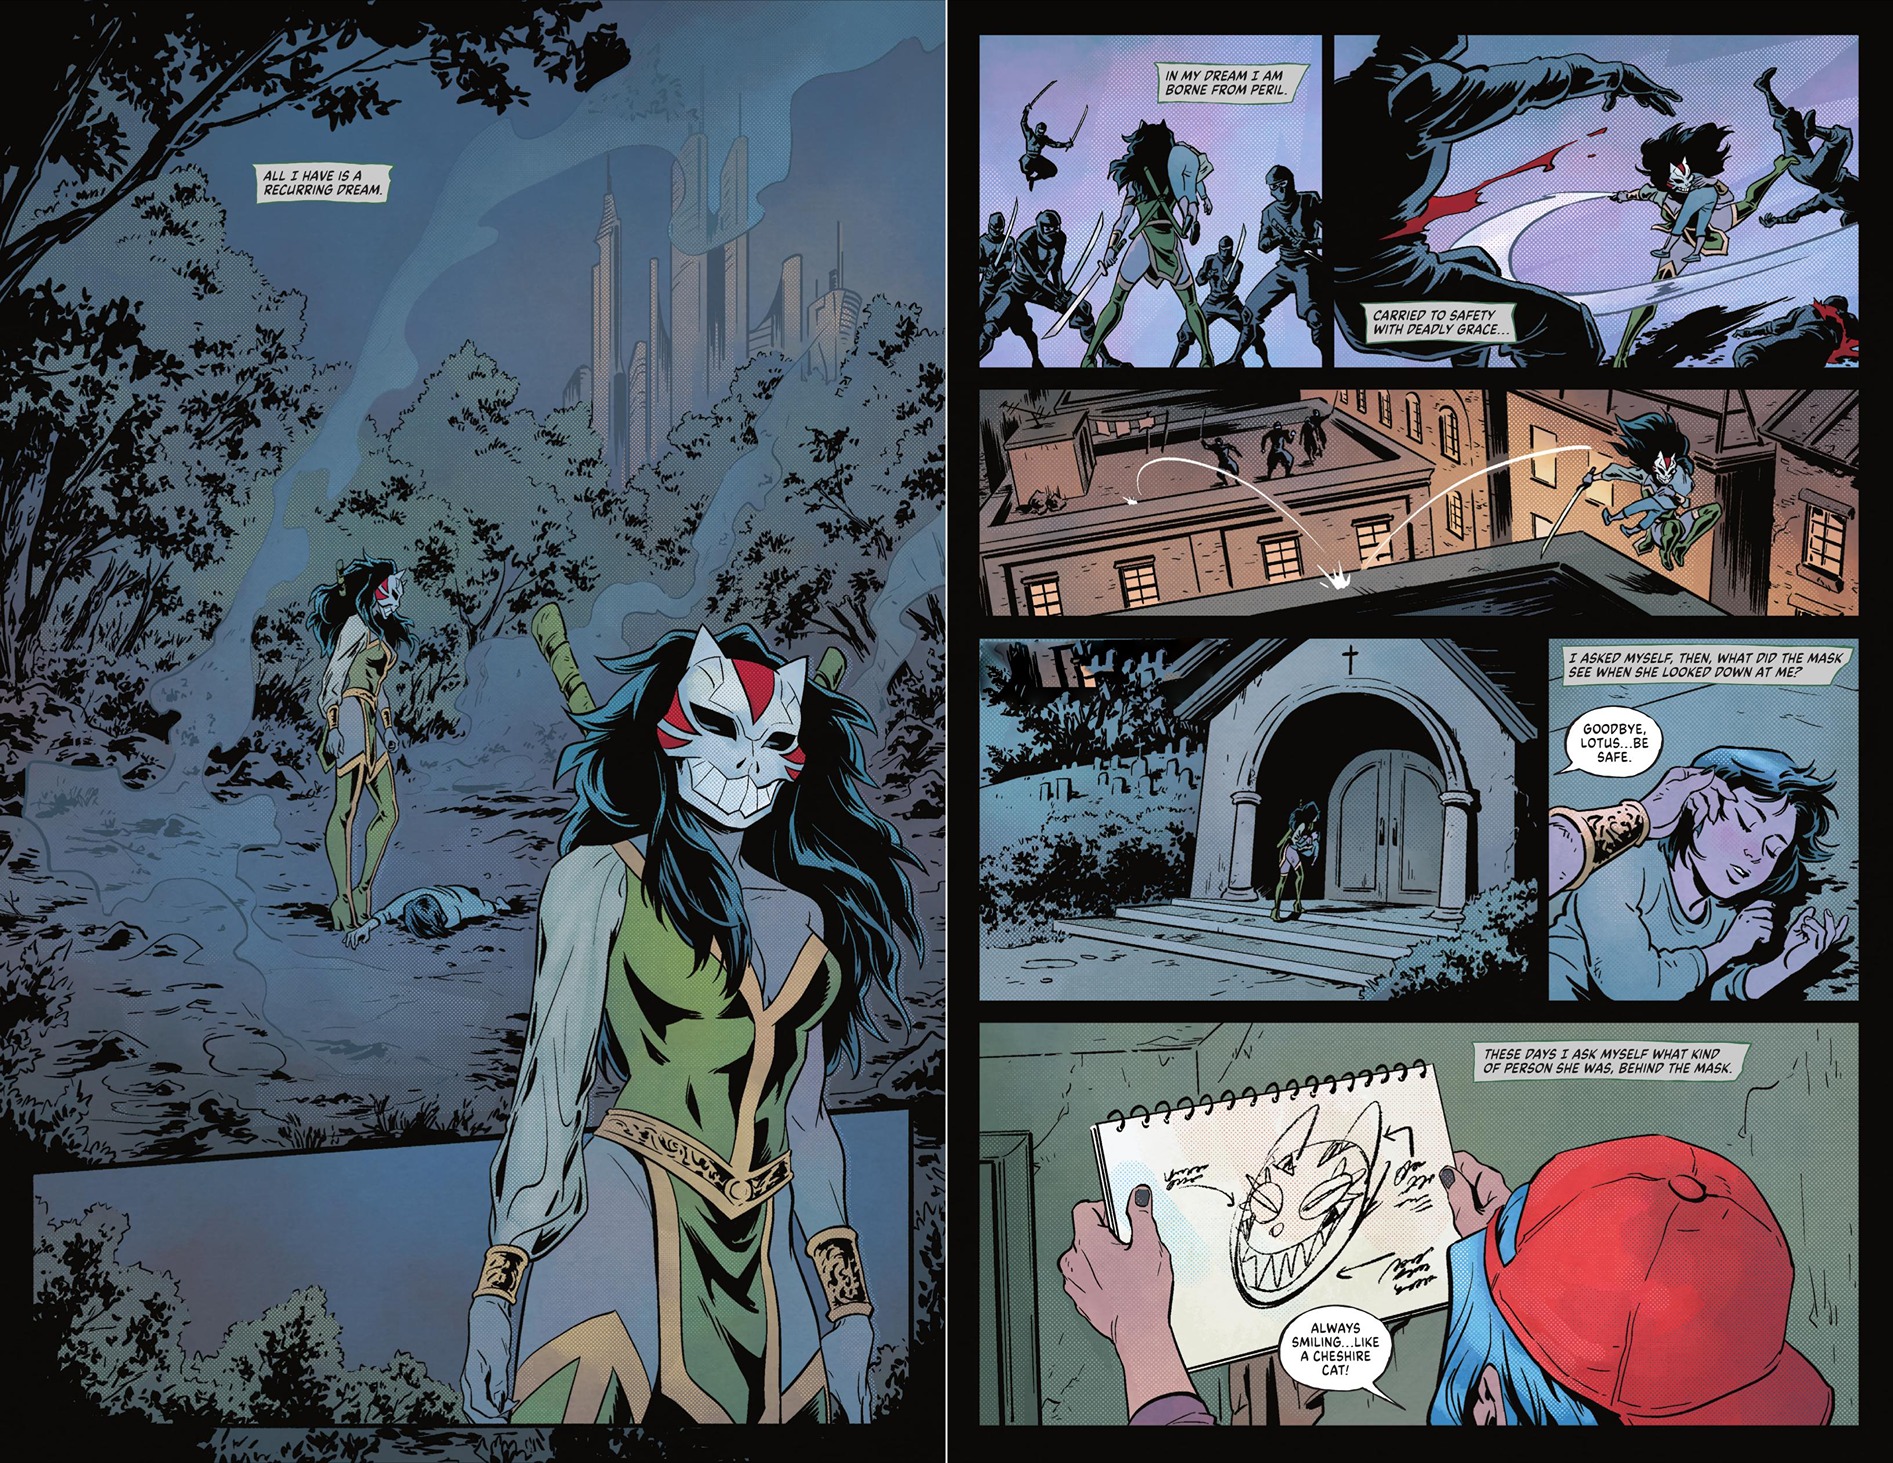 ALL I HAVE IS A
RECURRING DREAM.
IN MY DREAM I AM
BORNE FROM PERIL.
CARRIED TO SAFETY
WITH DEADLY GRACE...
I ASKED MYSELF, THEN, WHAT DID THE MASK
SEE WHEN SHE LOOKED DOWN AT ME?
GOODBYE,
LOTUS...BE
SAFE.
THESE DAYS I ASK MYSELF WHAT KIND
OF PERSON SHE WAS, BEHIND THE MASK.
ALWAYS
SMILING...LIKE
A CHESHIRE
CAT!